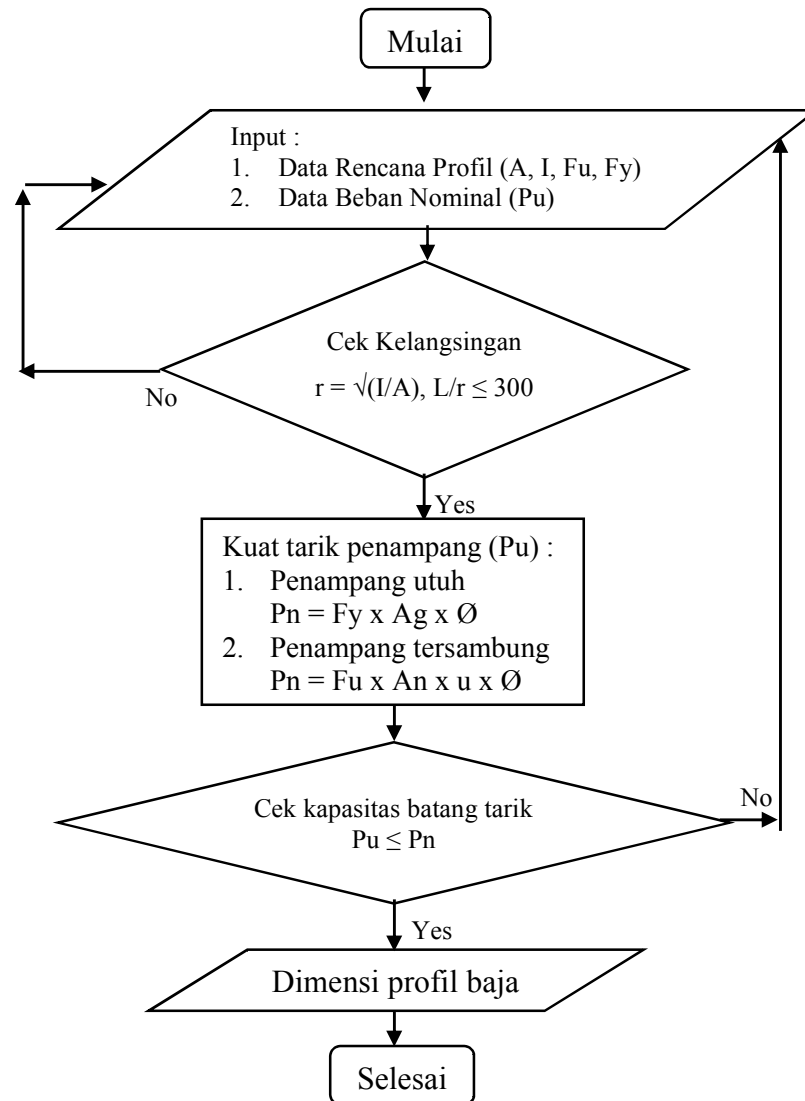 Mulai
Input :
1. Data Rencana Profil (A, I, Fu, Fy)
2. Data Beban Nominal (Pu)
Cek Kelangsingan
r = √(I/A), L/r ≤ 300
No
Yes
Kuat tarik penampang (Pu) :
1. Penampang utuh
Pn = Fy x Ag x Ø
2. Penampang tersambung
Pn = Fu x An x u x Ø
Cek kapasitas batang tarik
Pu ≤ Pn
No
Yes
Dimensi profil baja
Selesai